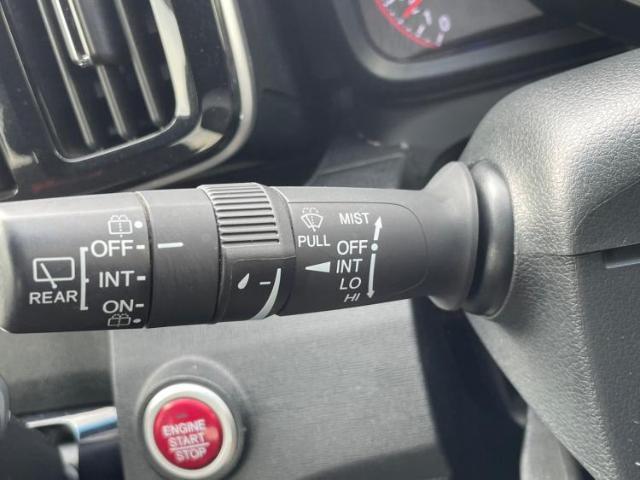 MIST
PULL
OFF
INT
LO
HI
REAR
OFF
INT
ON
ENGINE
START
STOP